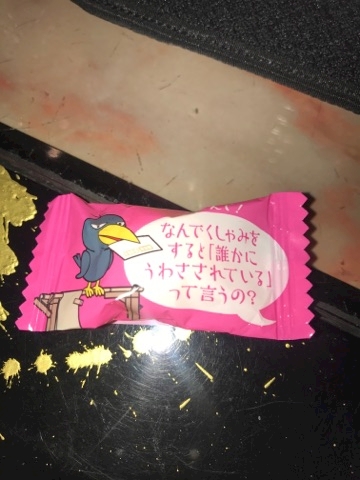 なんでくしゃみを
すると「誰かに
うわさされている」
って言うの?